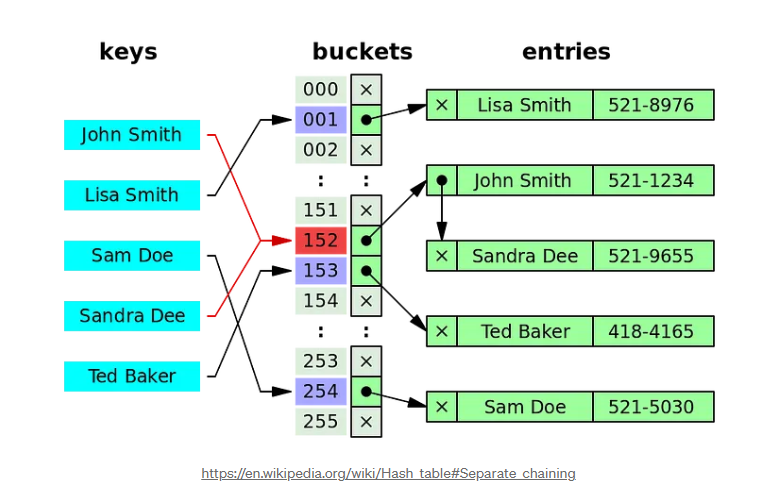 keys
buckets
entries
John Smith
Lisa Smith
Sam Doe
Sandra Dee
Ted Baker
000 ×
001
002 ×
: :
151 ×
152
153
154 ×
: :
253 ×
254
255 ×
× Lisa Smith 521-8976
John Smith 521-1234
× Sandra Dee 521-9655
× Ted Baker 418-4165
× Sam Doe 521-5030
https://en.wikipedia.org/wiki/Hash_table#Separate_chaining